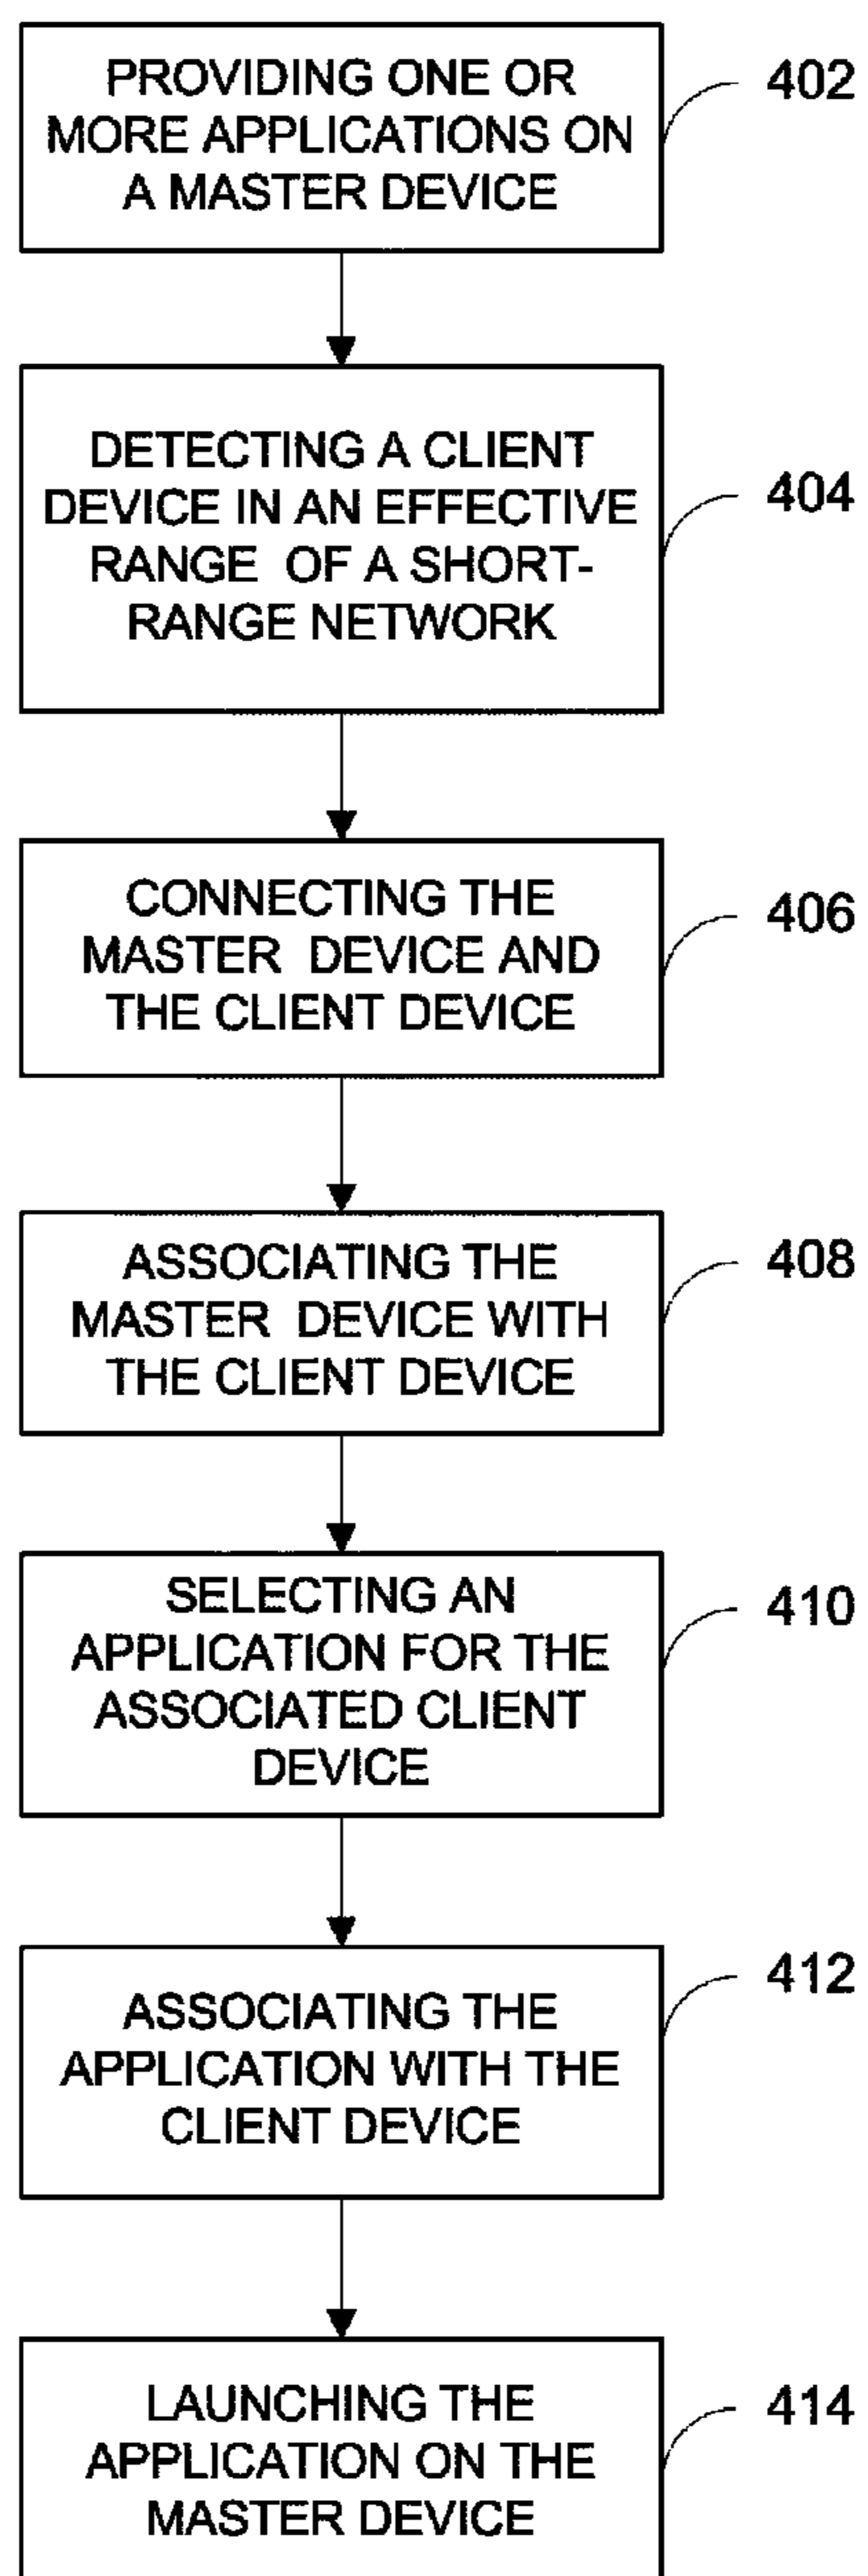 PROVIDING ONE OR
MORE APPLICATIONS ON
A MASTER DEVICE
402
DETECTING A CLIENT
DEVICE IN AN EFFECTIVE
RANGE OF A SHORT-
RANGE NETWORK
404
CONNECTING THE
MASTER DEVICE AND
THE CLIENT DEVICE
406
ASSOCIATING THE
MASTER DEVICE WITH
THE CLIENT DEVICE
408
SELECTING AN
APPLICATION FOR THE
ASSOCIATED CLIENT
DEVICE
410
ASSOCIATING THE
APPLICATION WITH THE
CLIENT DEVICE
412
LAUNCHING THE
APPLICATION ON THE
MASTER DEVICE
414